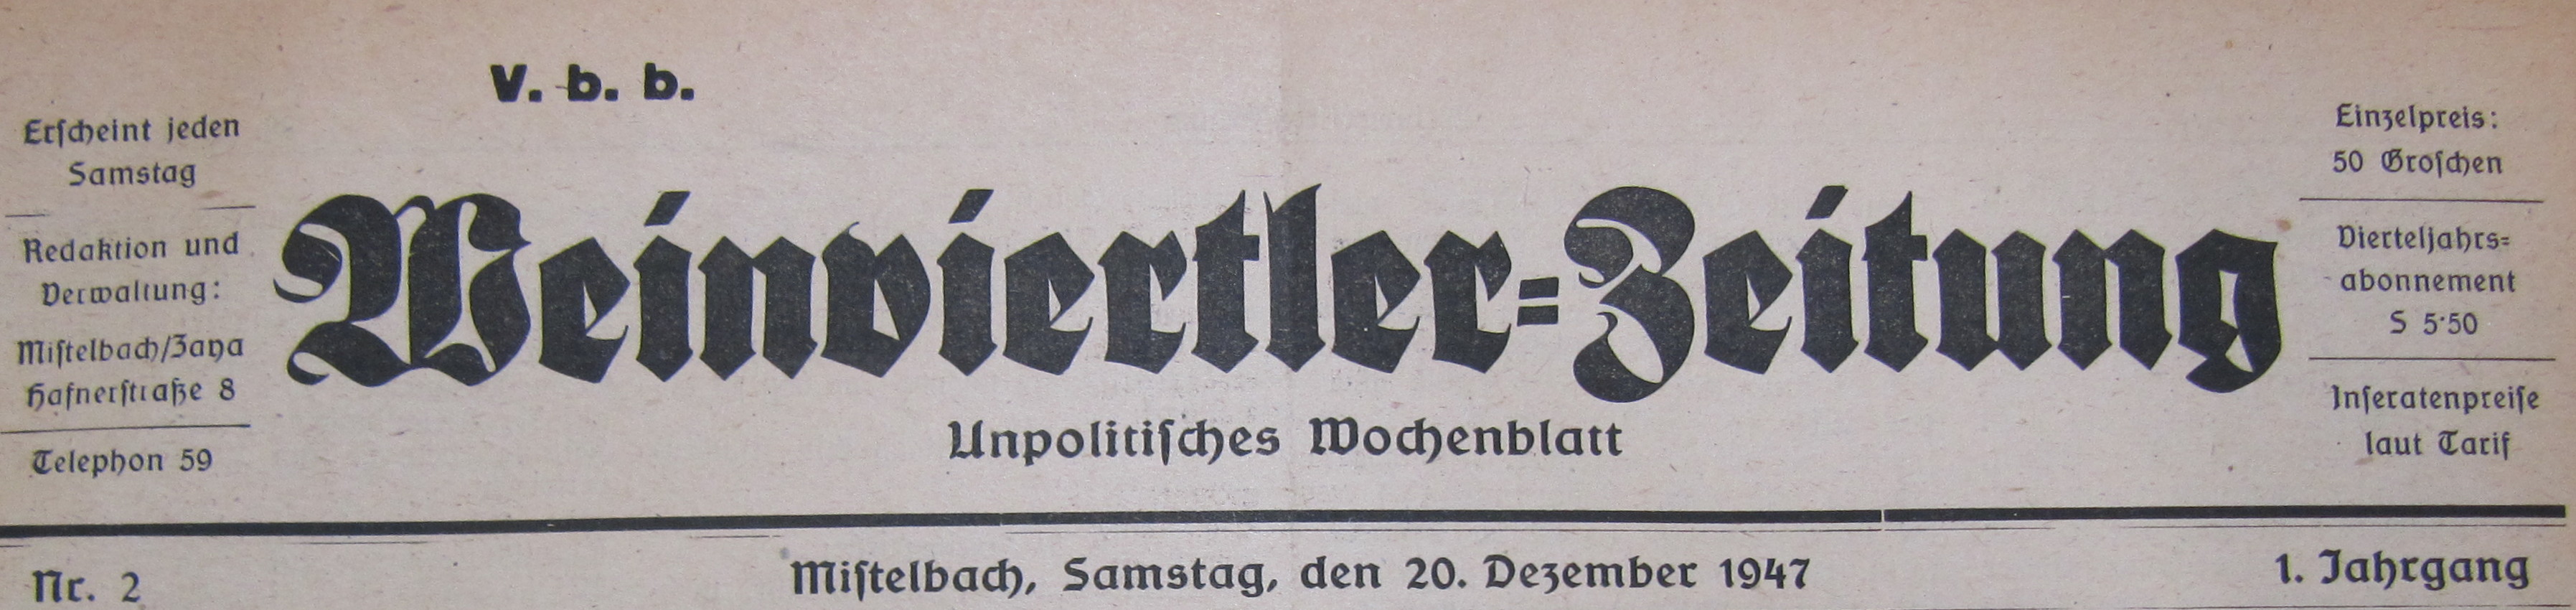 V. b. b.
Erſcheint jeden
Samstag
Redaktion und
Verwaltung:
Miſtelbach/Zaya
Hafnerſtraße 8
Telephon 59
Weinviertler=Zeitung
Unpolitiſches Wochenblatt
Einzelpreis:
50 Groſchen
Vierteljahrs=
abonnement
S 5·50
Inſeratenpreiſe
laut Tarif
Nr. 2
Miſtelbach, Samstag, den 20. Dezember 1947
1. Jahrgang